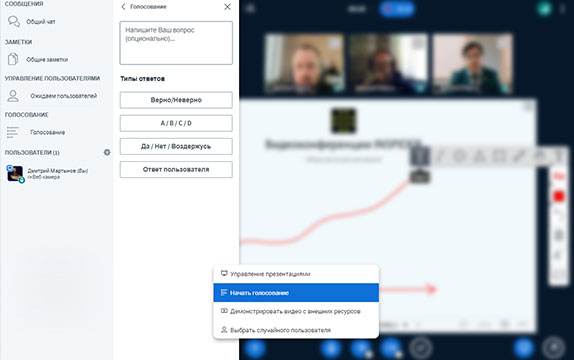 СООБЩЕНИЯ
Общий чат
ЗАМЕТКИ
Общие заметки
УПРАВЛЕНИЕ ПОЛЬЗОВАТЕЛЯМИ
Ожидаем пользователей
ГОЛОСОВАНИЕ
Голосование
ПОЛЬЗОВАТЕЛИ (1)
Дмитрий Мартынов (Вы)
Веб-камера
Голосование
Напишите Ваш вопрос
(опционально)...
Типы ответов
Верно/Неверно
A / B / C / D
Да / Нет / Воздержусь
Ответ пользователя
Видеоконференции
Управление презентациями
Начать голосование
Демонстрировать видео с внешних ресурсов
Выбрать случайного пользователя